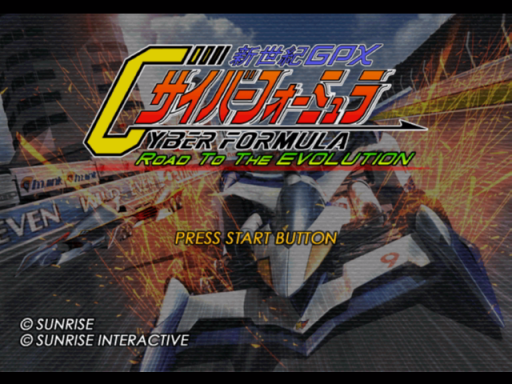 新世紀GPX
サイバーフォーミュラ
CYBER FORMULA
ROAD TO THE EVOLUTION
PRESS START BUTTON
© SUNRISE
© SUNRISE INTERACTIVE